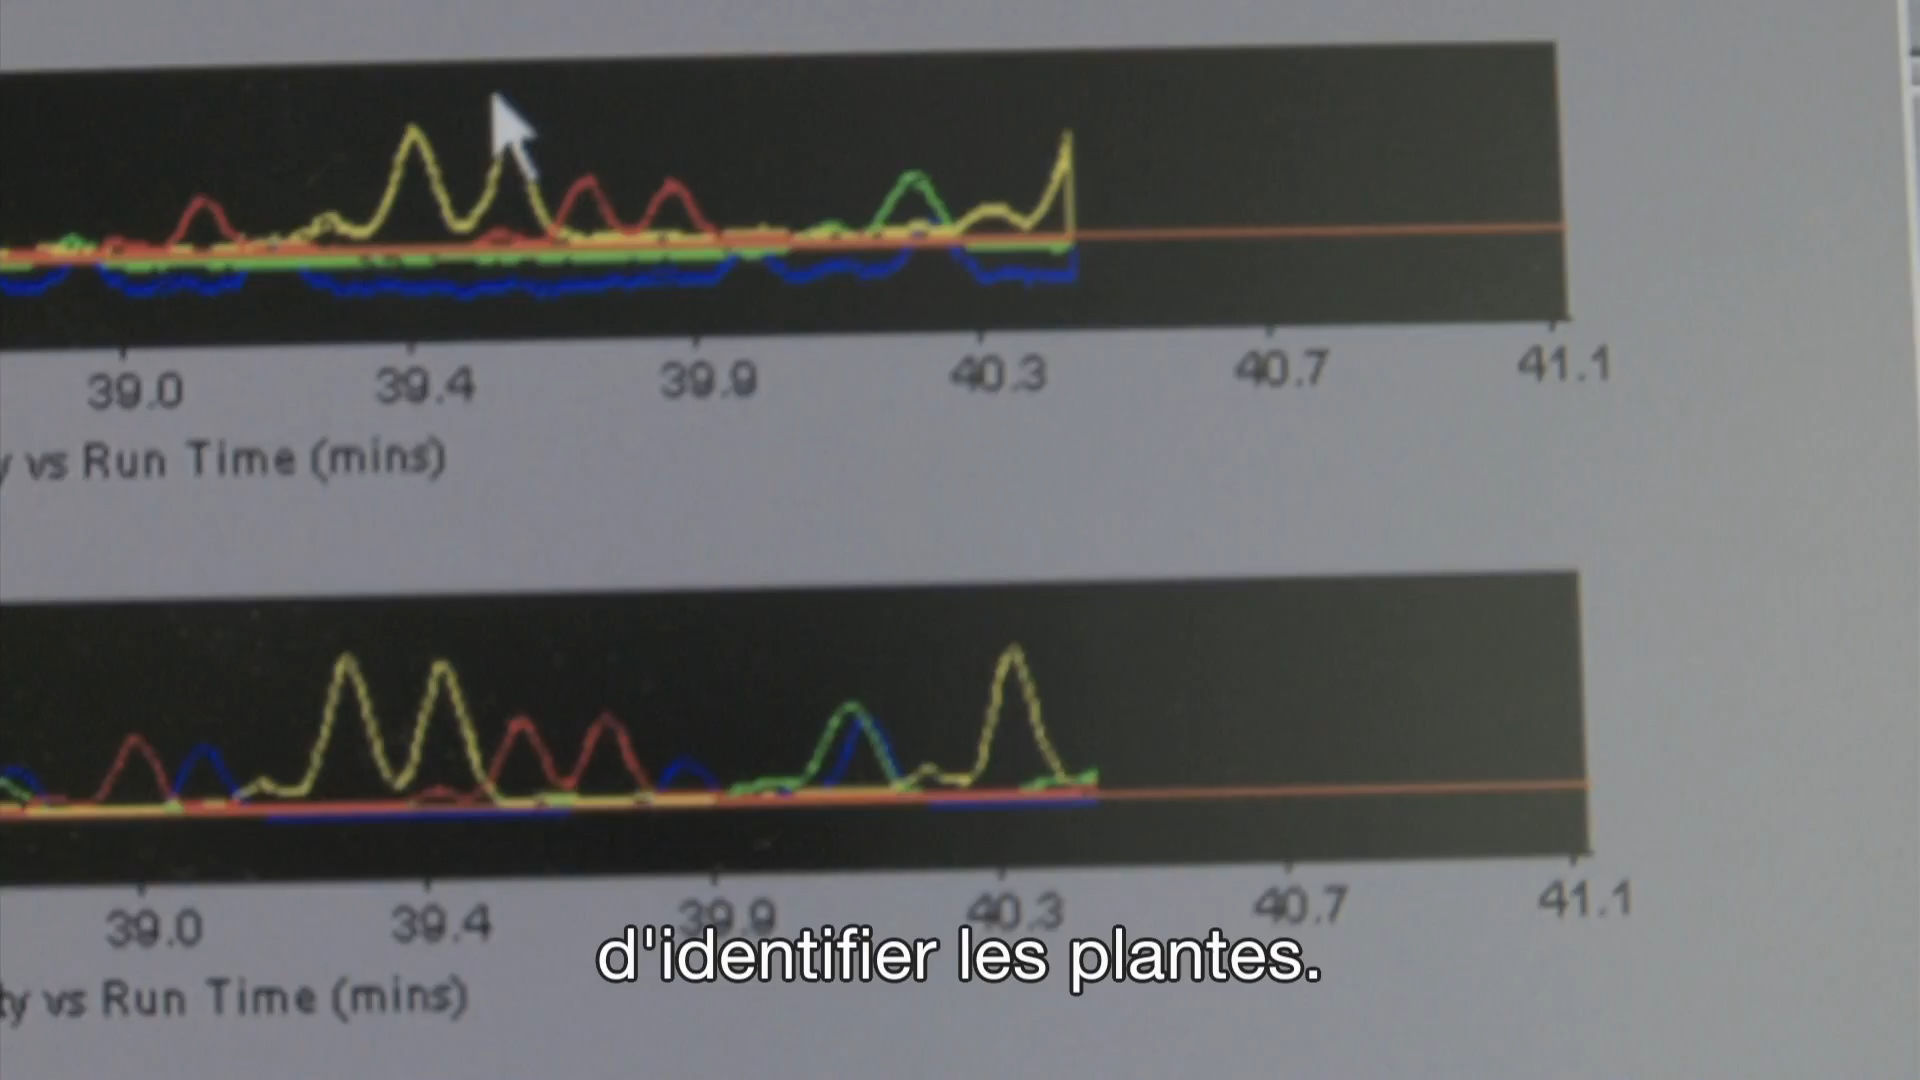 39.0 39.4 39.9 40.3 40.7 41.1
vs Run Time (mins)
39.0 39.4 39.9 40.3 40.7 41.1
vs Run Time (mins)
d'identifier les plantes.